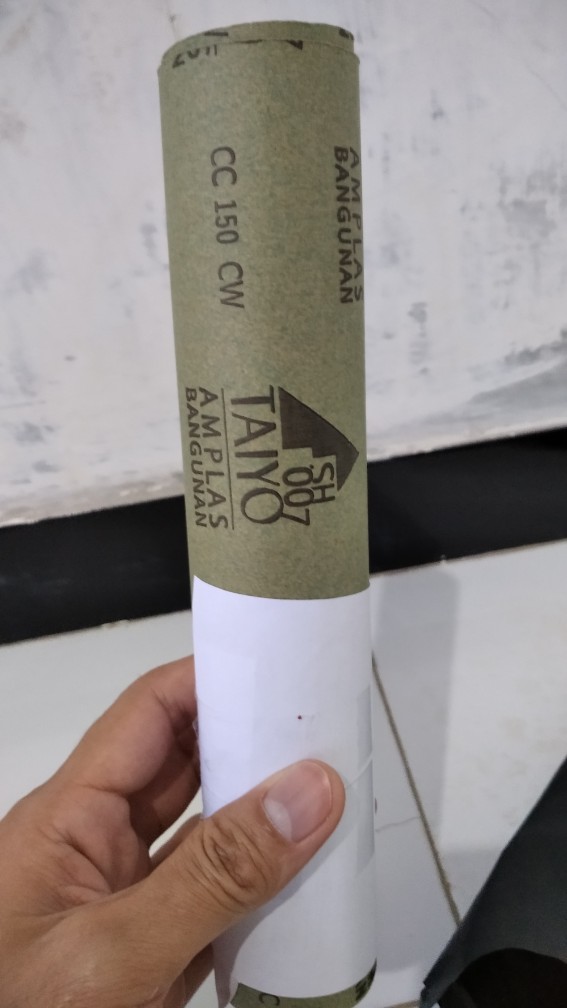 AMPLAS
BANGUNAN
CC 150 CW
SH
007
TAIYO
AMPLAS
BANGUNAN
C